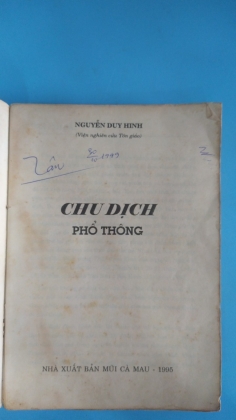 NGUYỄN DUY HINH
(Viện nghiên cứu Tôn giáo)
Tân
CHU DỊCH
PHỔ THÔNG
NHÀ XUẤT BẢN MŨI CÀ MAU - 1996